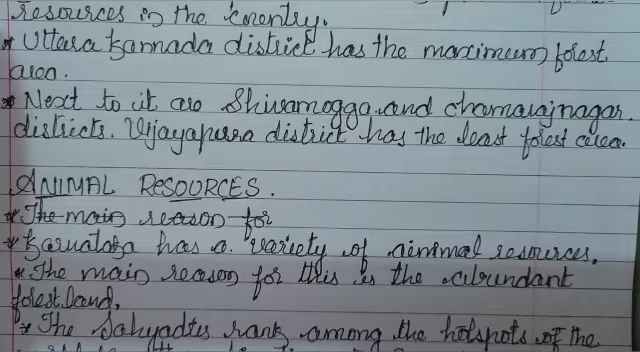 resources in the country.
* Uttara Kannada district has the maximum forest
area.
* Next to it are Shivamogga and chamarajnagar.
districts. Vijayapura district has the least forest area.
ANIMAL RESOURCES.
* The main reason for
* Karnataka has a variety of animal resources.
* The main reason for this is the abundant
forest land,
* The Sahyadris rank among the hotspots of the